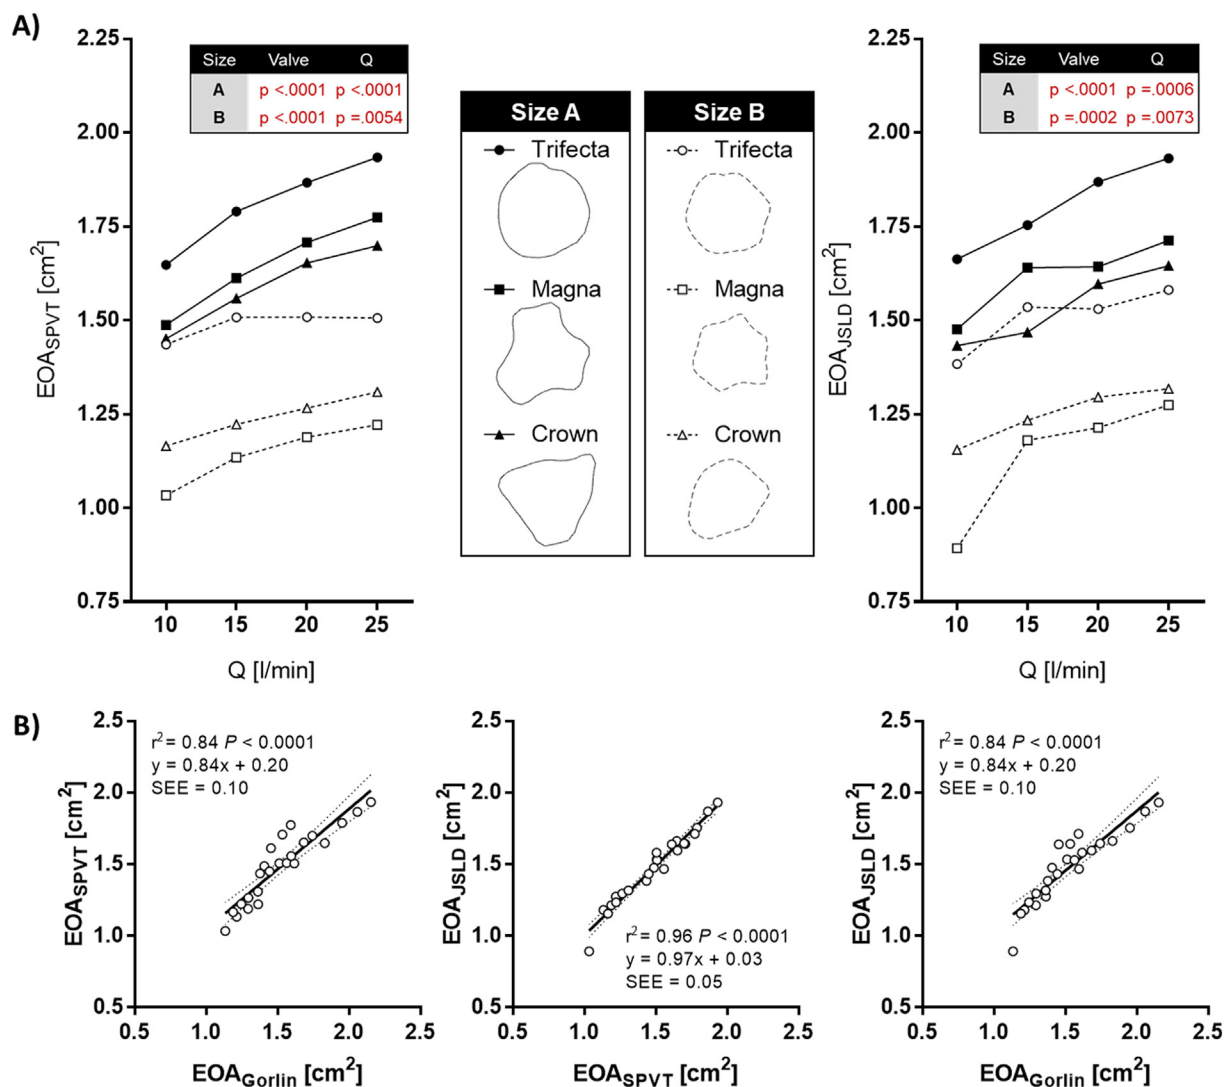 A)
2.25
2.00
1.75
1.50
1.25
1.00
0.75
EOA_SPVT [cm²]
Size Valve Q
A p <.0001 p <.0001
B p <.0001 p =.0054
10 15 20 25
Q [l/min]
Size A
Trifecta
Magna
Crown
Size B
Trifecta
Magna
Crown
2.25
2.00
1.75
1.50
1.25
1.00
0.75
EOA_JSLD [cm²]
Size Valve Q
A p <.0001 p =.0006
B p =.0002 p =.0073
10 15 20 25
Q [l/min]
B)
2.5
2.0
1.5
1.0
0.5
EOA_SPVT [cm²]
r² = 0.84 P < 0.0001
y = 0.84x + 0.20
SEE = 0.10
0.5 1.0 1.5 2.0 2.5
EOA_Gorlin [cm²]
2.5
2.0
1.5
1.0
0.5
EOA_JSLD [cm²]
r² = 0.96 P < 0.0001
y = 0.97x + 0.03
SEE = 0.05
0.5 1.0 1.5 2.0 2.5
EOA_SPVT [cm²]
2.5
2.0
1.5
1.0
0.5
EOA_JSLD [cm²]
r² = 0.84 P < 0.0001
y = 0.84x + 0.20
SEE = 0.10
0.5 1.0 1.5 2.0 2.5
EOA_Gorlin [cm²]